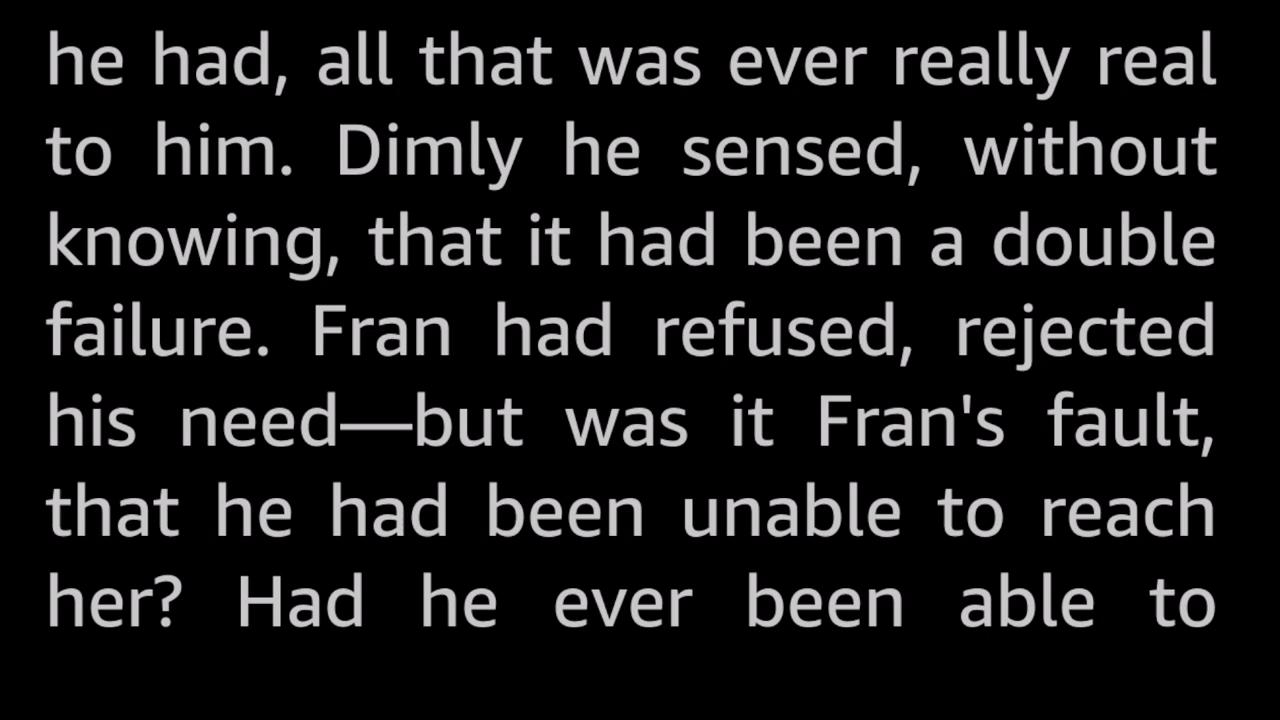 he had, all that was ever really real
to him. Dimly he sensed, without
knowing, that it had been a double
failure. Fran had refused, rejected
his need—but was it Fran's fault,
that he had been unable to reach
her? Had he ever been able to